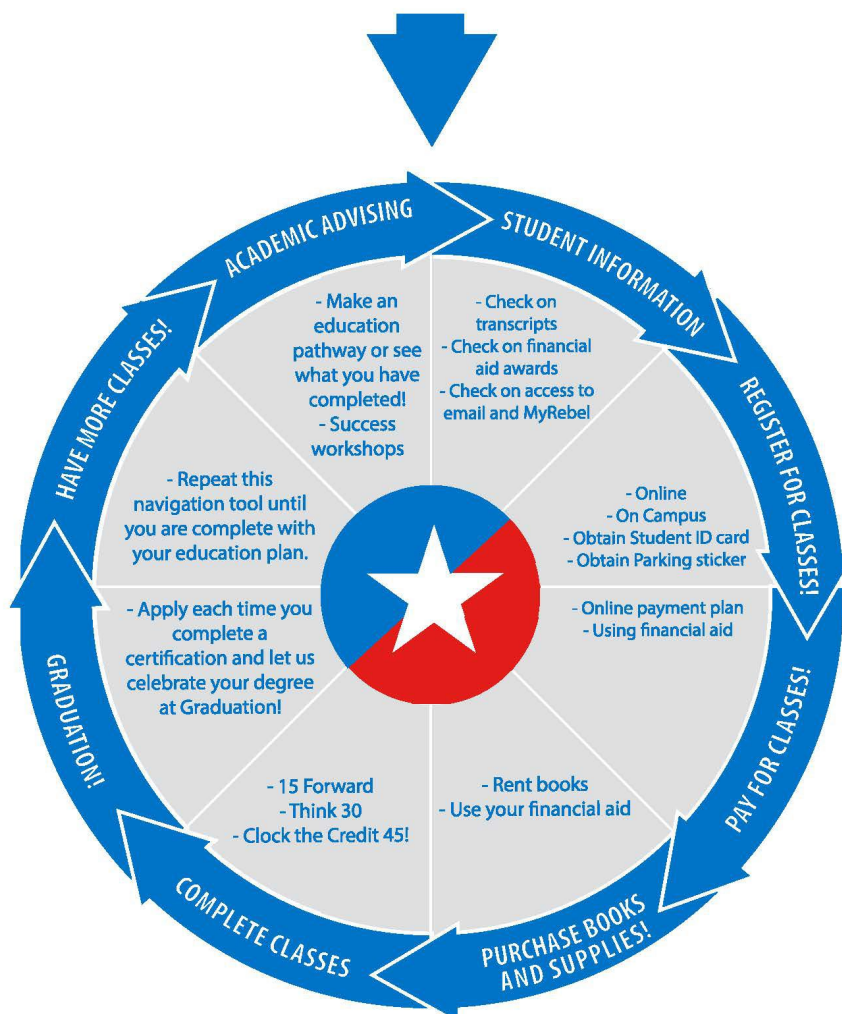 ACADEMIC ADVISING
- Make an
education
pathway or see
what you have
completed!
- Success
workshops
STUDENT INFORMATION
- Check on
transcripts
- Check on financial
aid awards
- Check on access to
email and MyRebel
REGISTER FOR CLASSES!
- Online
- On Campus
- Obtain Student ID card
- Obtain Parking sticker
PAY FOR CLASSES!
- Online payment plan
- Using financial aid
PURCHASE BOOKS
AND SUPPLIES!
- Rent books
- Use your financial aid
COMPLETE CLASSES
- 15 Forward
- Think 30
- Clock the Credit 45!
GRADUATION!
- Apply each time you
complete a
certification and let us
celebrate your degree
at Graduation!
HAVE MORE CLASSES!
- Repeat this
navigation tool until
you are complete with
your education plan.